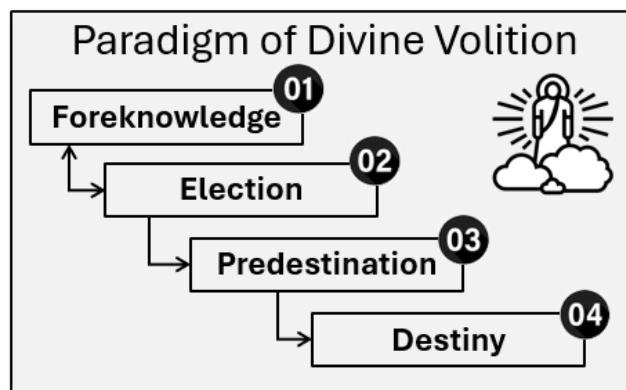 Paradigm of Divine Volition
01
Foreknowledge
02
Election
03
Predestination
04
Destiny